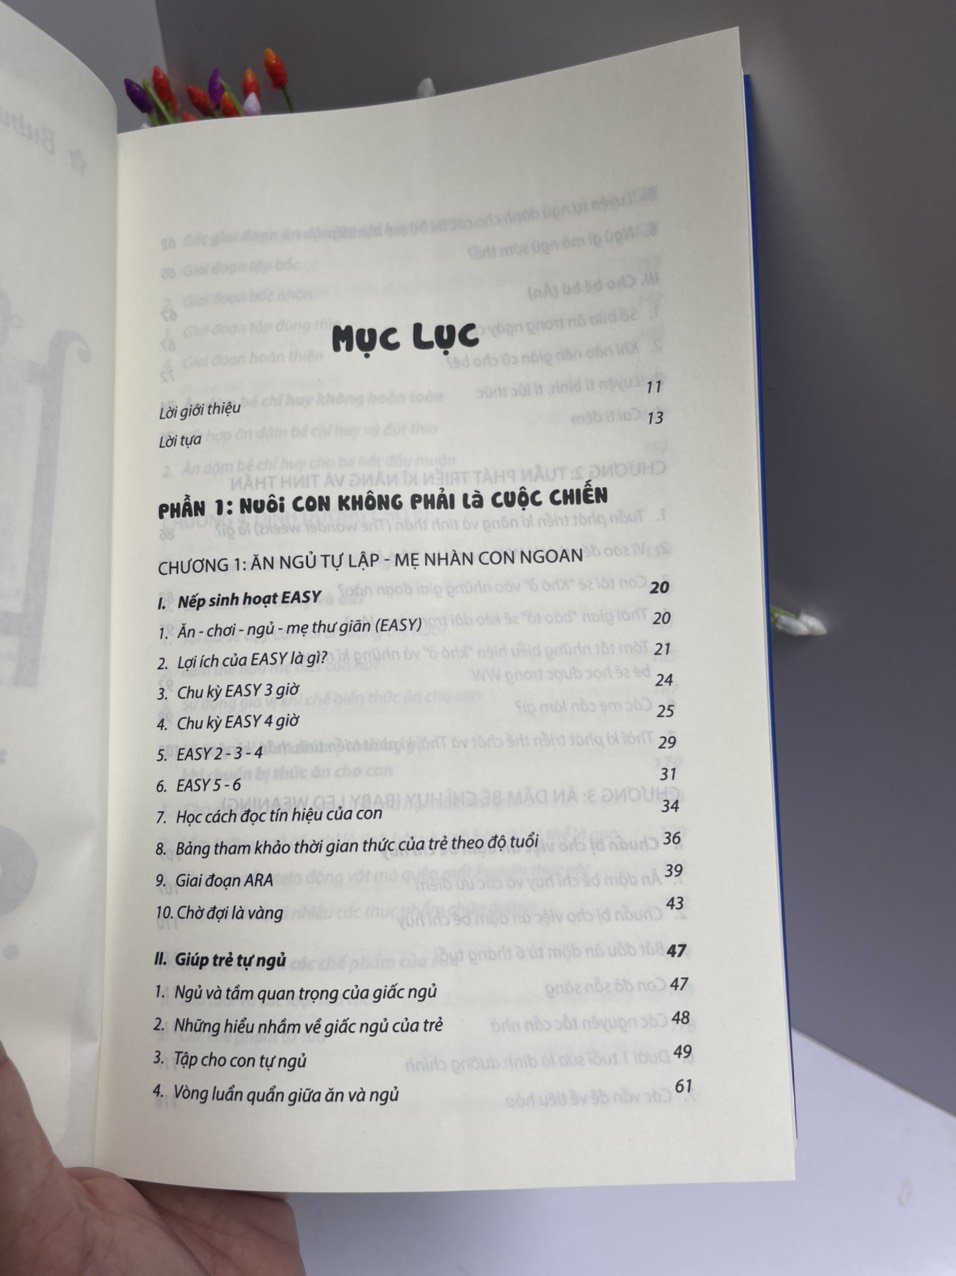 Mục Lục
Lời giới thiệu 11
Lời tựa 13
PHẦN 1: NUÔI CON KHÔNG PHẢI LÀ CUỘC CHIẾN
CHƯƠNG 1: ĂN NGỦ TỰ LẬP - MẸ NHÀN CON NGOAN
I. Nếp sinh hoạt EASY 20
1. Ăn - chơi - ngủ - mẹ thư giãn (EASY) 20
2. Lợi ích của EASY là gì? 21
3. Chu kỳ EASY 3 giờ 24
4. Chu kỳ EASY 4 giờ 25
5. EASY 2 - 3 - 4 29
6. EASY 5 - 6 31
7. Học cách đọc tín hiệu của con 34
8. Bảng tham khảo thời gian thức của trẻ theo độ tuổi 36
9. Giai đoạn ARA 39
10. Chờ đợi là vàng 43
II. Giúp trẻ tự ngủ 47
1. Ngủ và tầm quan trọng của giấc ngủ 47
2. Những hiểu nhầm về giấc ngủ của trẻ 48
3. Tập cho con tự ngủ 49
4. Vòng luẩn quẩn giữa ăn và ngủ 61